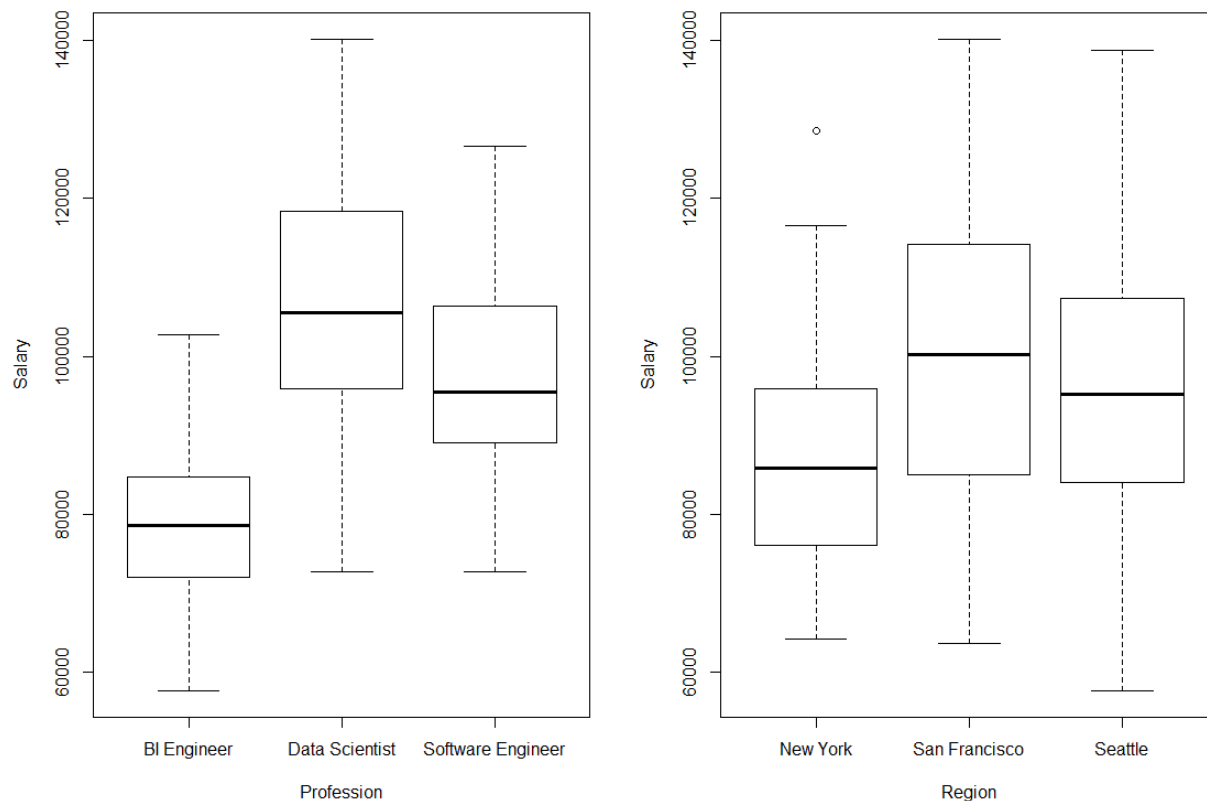 Salary
140000
120000
100000
80000
60000
BI Engineer Data Scientist Software Engineer
Profession
Salary
140000
120000
100000
80000
60000
New York San Francisco Seattle
Region